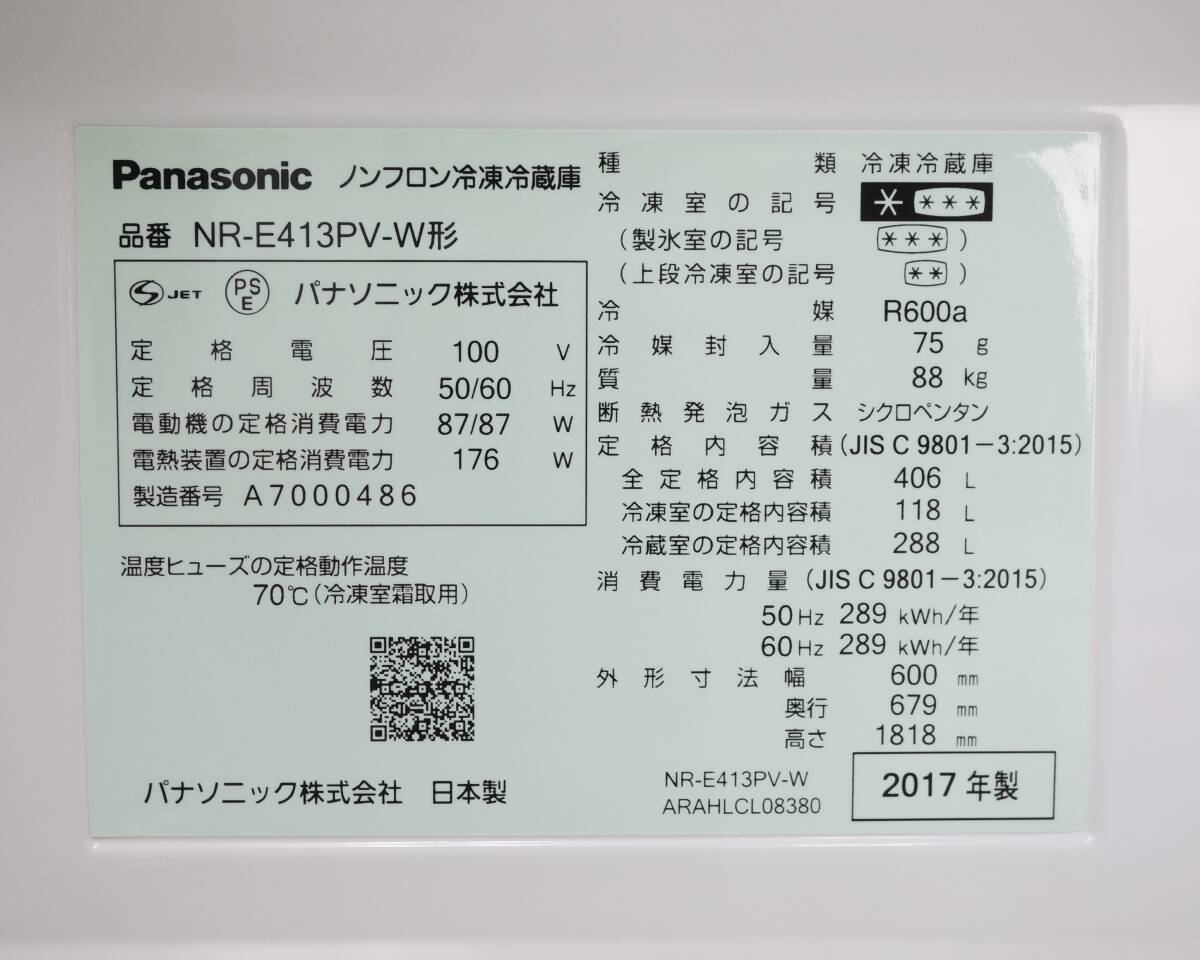 Panasonic ノンフロン冷凍冷蔵庫
品番 NR-E413PV-W形
JET PSE パナソニック株式会社
定格電圧 100 V
定格周波数 50/60 Hz
電動機の定格消費電力 87/87 W
電熱装置の定格消費電力 176 W
製造番号 A7000486
温度ヒューズの定格動作温度
70℃(冷凍室霜取用)
パナソニック株式会社 日本製
種類 冷凍冷蔵庫
冷凍室の記号 * ***
(製氷室の記号 ***)
(上段冷凍室の記号 **)
冷媒 R600a
冷媒封入量 75 g
質量 88 kg
断熱発泡ガス シクロペンタン
定格内容積(JIS C 9801-3:2015)
全定格内容積 406 L
冷凍室の定格内容積 118 L
冷蔵室の定格内容積 288 L
消費電力量(JIS C 9801-3:2015)
50Hz 289 kWh/年
60Hz 289 kWh/年
外形寸法幅 600 mm
奥行 679 mm
高さ 1818 mm
NR-E413PV-W
ARAHLCL08380
2017年製